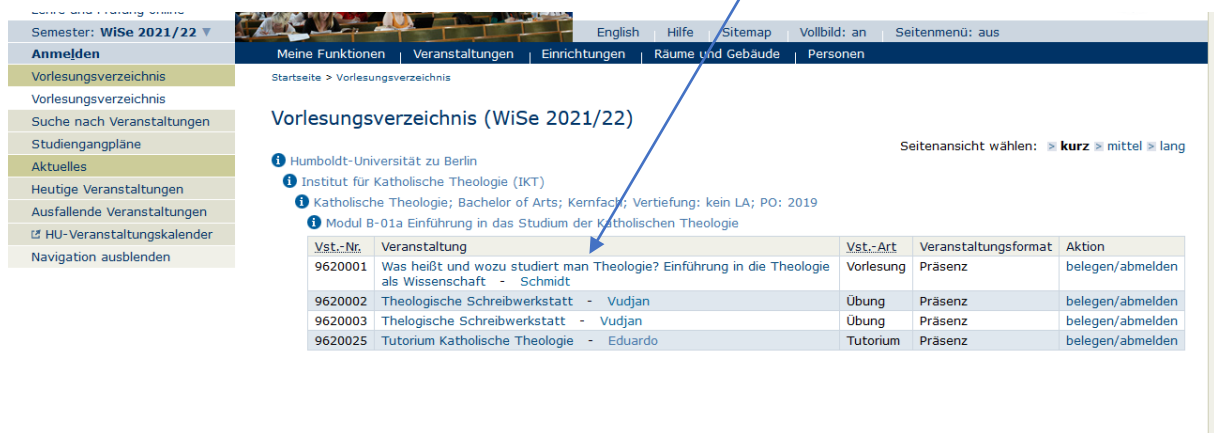 Lehre und Prüfung online
Semester: WiSe 2021/22 ▼
English | Hilfe | Sitemap | Vollbild: an | Seitenmenü: aus
Anmelden
Meine Funktionen | Veranstaltungen | Einrichtungen | Räume und Gebäude | Personen
Vorlesungsverzeichnis
Vorlesungsverzeichnis
Suche nach Veranstaltungen
Studiengangpläne
Aktuelles
Heutige Veranstaltungen
Ausfallende Veranstaltungen
HU-Veranstaltungskalender
Navigation ausblenden
Startseite > Vorlesungsverzeichnis
Vorlesungsverzeichnis (WiSe 2021/22)
Seitenansicht wählen: > kurz > mittel > lang
Humboldt-Universität zu Berlin
Institut für Katholische Theologie (IKT)
Katholische Theologie; Bachelor of Arts; Kernfach; Vertiefung: kein LA; PO: 2019
Modul B-01a Einführung in das Studium der Katholischen Theologie
Vst.-Nr. Veranstaltung Vst.-Art Veranstaltungsformat Aktion
9620001 Was heißt und wozu studiert man Theologie? Einführung in die Theologie Vorlesung Präsenz belegen/abmelden
als Wissenschaft - Schmidt
9620002 Theologische Schreibwerkstatt - Vudjan Übung Präsenz belegen/abmelden
9620003 Thelogische Schreibwerkstatt - Vudjan Übung Präsenz belegen/abmelden
9620025 Tutorium Katholische Theologie - Eduardo Tutorium Präsenz belegen/abmelden